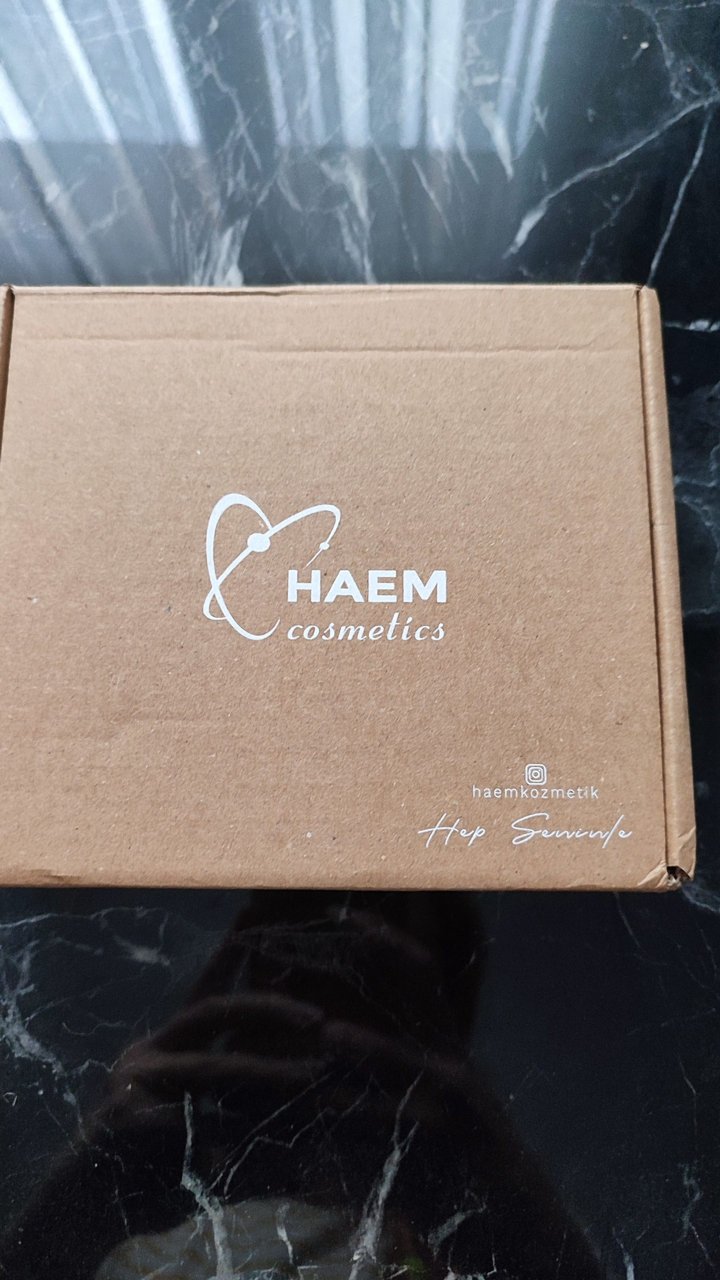 HAEM
cosmetics
haemkozmetik
Hep Seninle